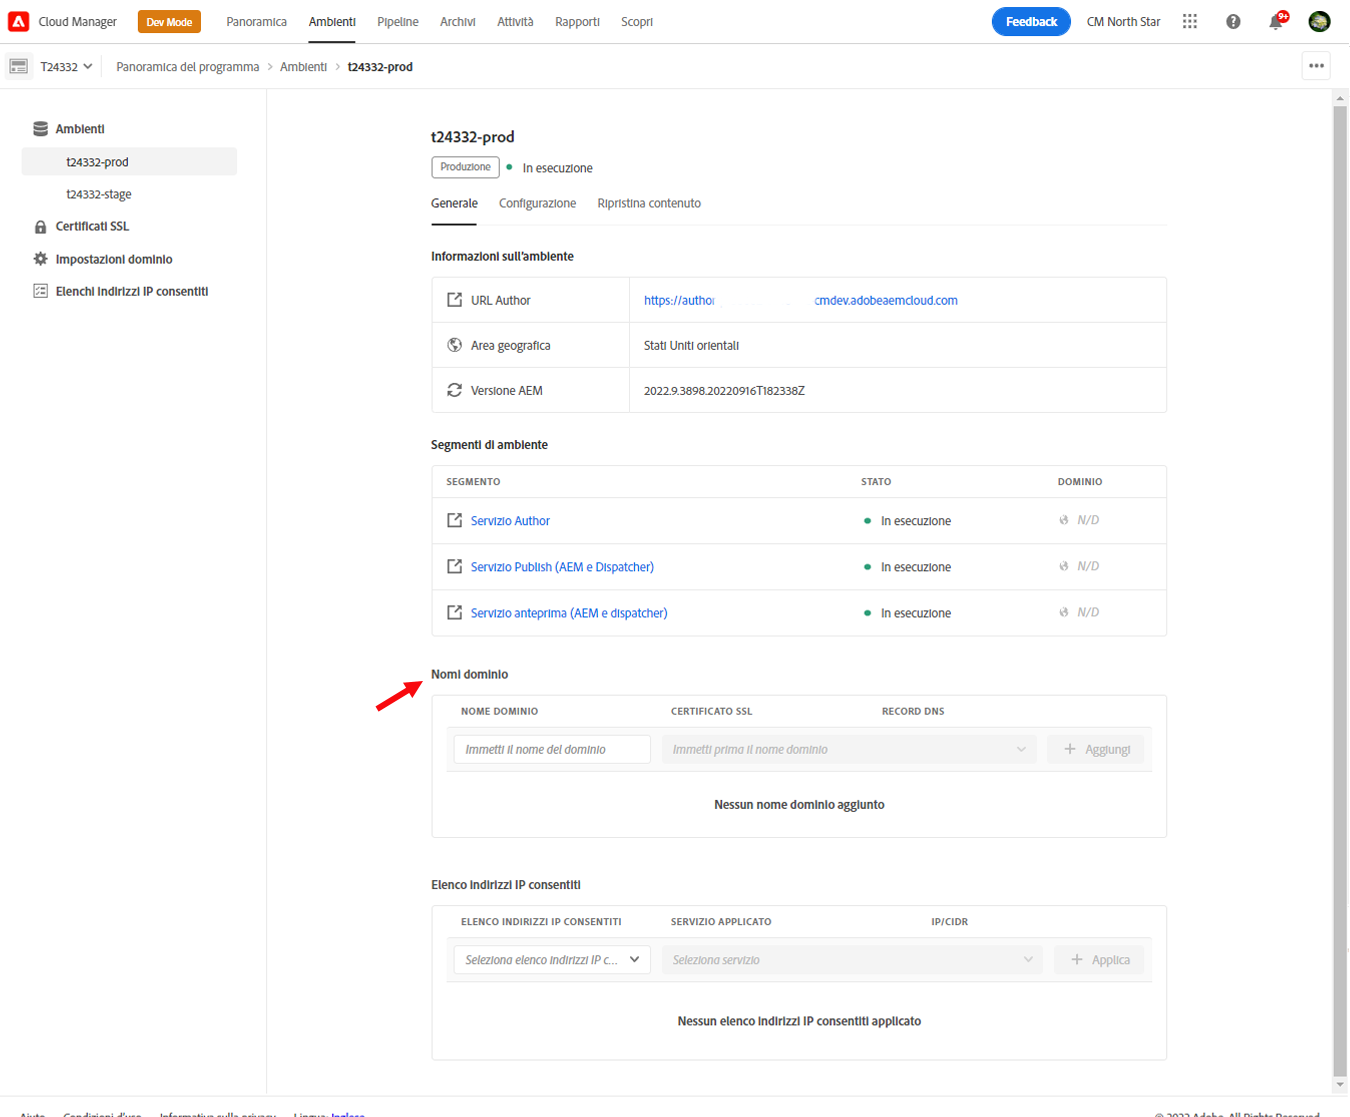 Cloud Manager Dev Mode Panoramica Ambienti Pipeline Archivi Attività Rapporti Scopri Feedback CM North Star 9+
T24332 Panoramica del programma > Ambienti > t24332-prod
Ambienti
t24332-prod
t24332-stage
Certificati SSL
Impostazioni dominio
Elenchi indirizzi IP consentiti
t24332-prod
Produzione In esecuzione
Generale Configurazione Ripristina contenuto
Informazioni sull'ambiente
URL Author https://author cmdev.adobeaemcloud.com
Area geografica Stati Uniti orientali
Versione AEM 2022.9.3898.20220916T182338Z
Segmenti di ambiente
SEGMENTO STATO DOMINIO
Servizio Author In esecuzione N/D
Servizio Publish (AEM e Dispatcher) In esecuzione N/D
Servizio anteprima (AEM e dispatcher) In esecuzione N/D
Nomi dominio
NOME DOMINIO CERTIFICATO SSL RECORD DNS
Immetti il nome del dominio Immetti prima il nome dominio + Aggiungi
Nessun nome dominio aggiunto
Elenco indirizzi IP consentiti
ELENCO INDIRIZZI IP CONSENTITI SERVIZIO APPLICATO IP/CIDR
Seleziona elenco indirizzi IP c... Seleziona servizio + Applica
Nessun elenco indirizzi IP consentiti applicato
Aiuto Condizioni d'uso Informativa sulla privacy Lingua: Inglese © 2022 Adobe. All Rights Reserved.